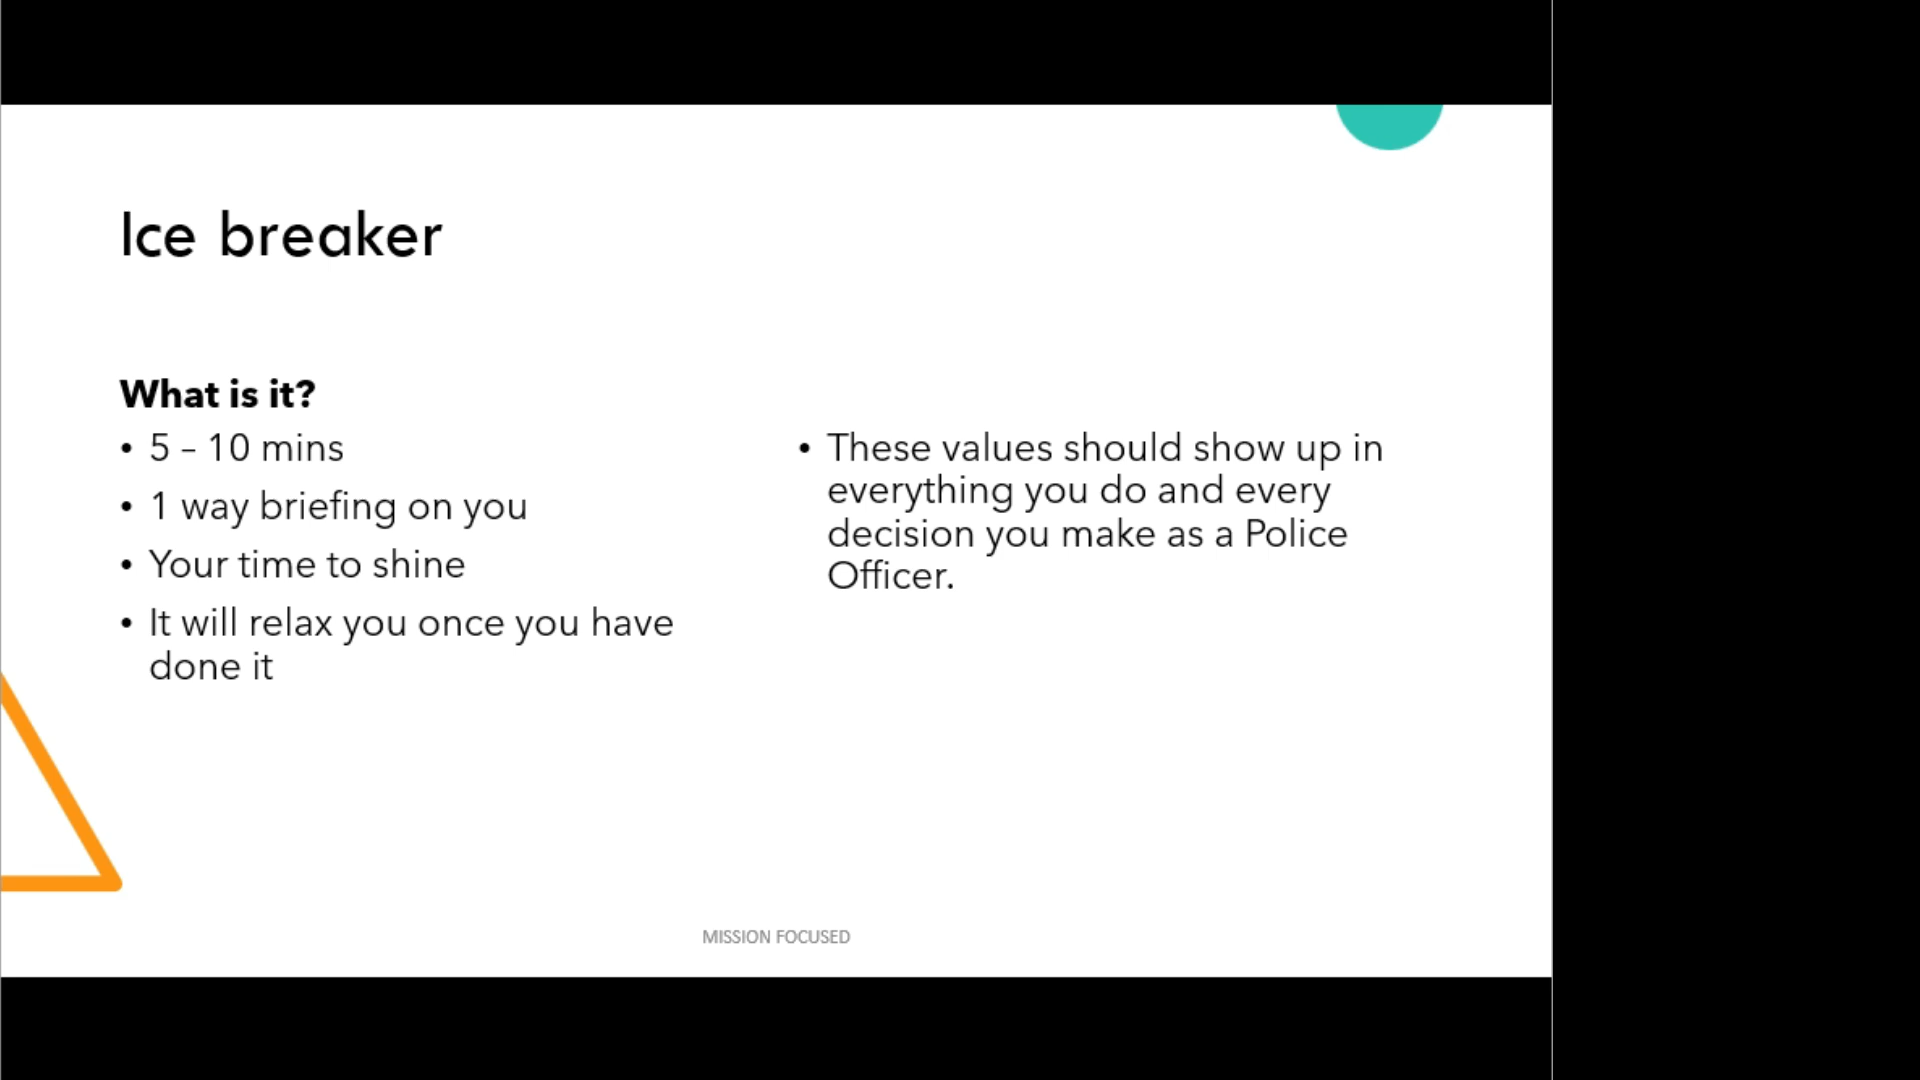 Ice breaker
What is it?
• 5 – 10 mins
• 1 way briefing on you
• Your time to shine
• It will relax you once you have
done it
• These values should show up in
everything you do and every
decision you make as a Police
Officer.
MISSION FOCUSED